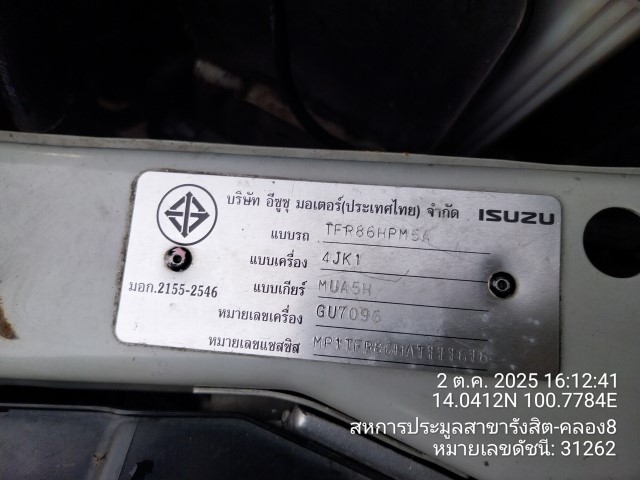 บริษัท อีซูซุ มอเตอร์(ประเทศไทย) จำกัด ISUZU
แบบรถ TFR86HPM5A
แบบเครื่อง 4JK1
มอก.2155-2546 แบบเกียร์ MUA5H
หมายเลขเครื่อง GU7096
หมายเลขแชสซิส
2 ต.ค. 2025 16:12:41
14.0412N 100.7784E
สหการประมูลสาขารังสิต-คลอง8
หมายเลขดัชนี: 31262